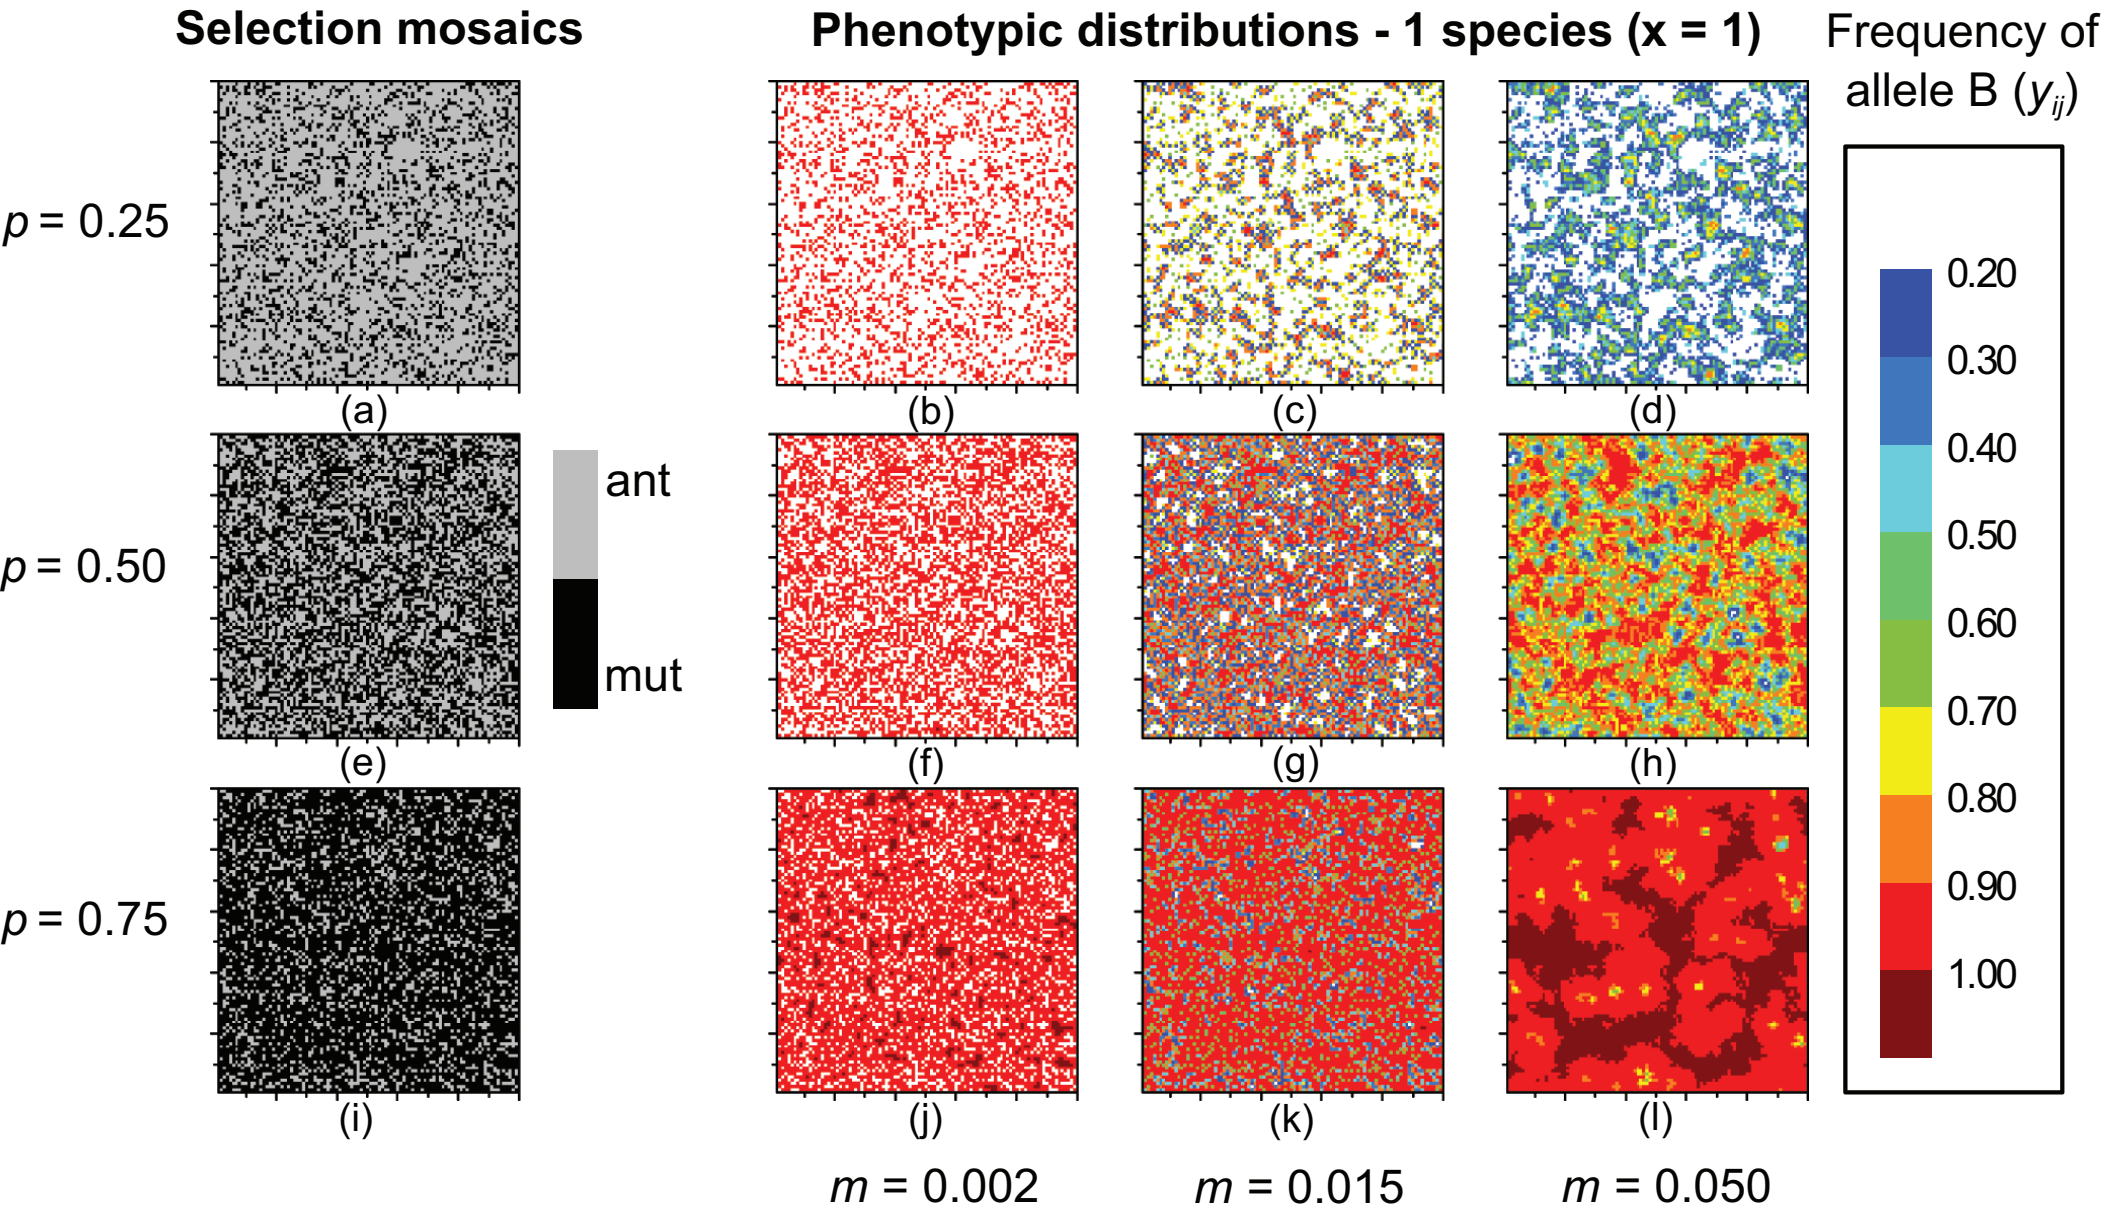 Selection mosaics
Phenotypic distributions - 1 species (x = 1)
Frequency of
allele B (yij)
p = 0.25
(a)
(b)
(c)
(d)
p = 0.50
ant
mut
(e)
(f)
(g)
(h)
p = 0.75
(i)
(j)
(k)
(l)
0.20
0.30
0.40
0.50
0.60
0.70
0.80
0.90
1.00
m = 0.002
m = 0.015
m = 0.050